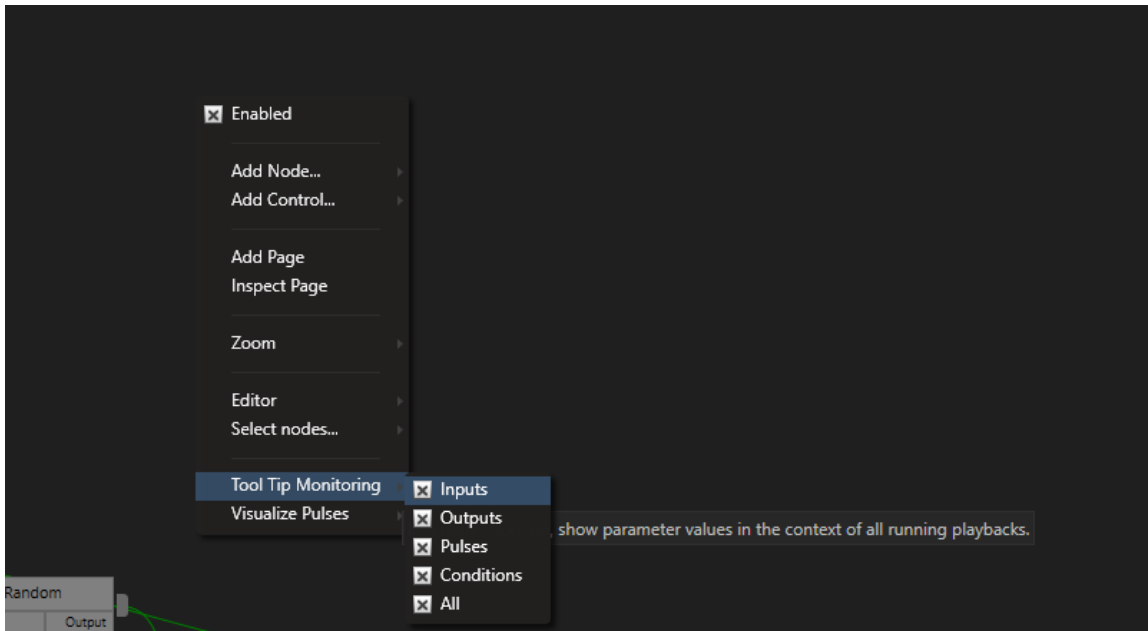 Enabled
Add Node...
Add Control...
Add Page
Inspect Page
Zoom
Editor
Select nodes...
Tool Tip Monitoring
Visualize Pulses
Inputs
Outputs
Pulses
Conditions
All
, show parameter values in the context of all running playbacks.
Random
Output